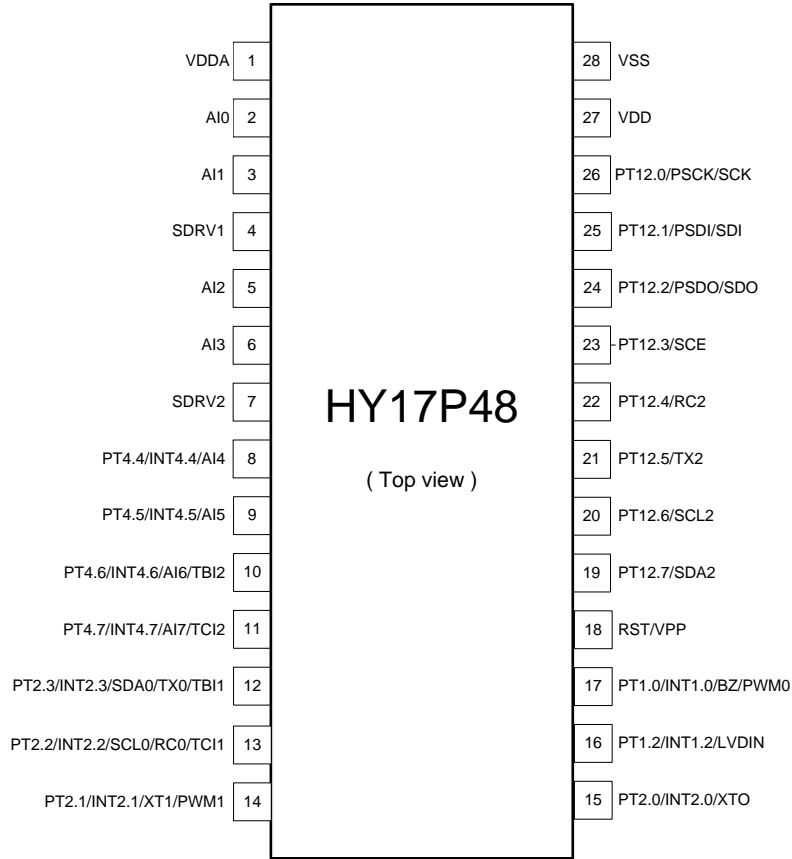 VDDA 1
AI0 2
AI1 3
SDRV1 4
AI2 5
AI3 6
SDRV2 7
PT4.4/INT4.4/AI4 8
PT4.5/INT4.5/AI5 9
PT4.6/INT4.6/AI6/TBI2 10
PT4.7/INT4.7/AI7/TCI2 11
PT2.3/INT2.3/SDA0/TX0/TBI1 12
PT2.2/INT2.2/SCL0/RC0/TCI1 13
PT2.1/INT2.1/XT1/PWM1 14
HY17P48
( Top view )
28 VSS
27 VDD
26 PT12.0/PSCK/SCK
25 PT12.1/PSDI/SDI
24 PT12.2/PSDO/SDO
23 PT12.3/SCE
22 PT12.4/RC2
21 PT12.5/TX2
20 PT12.6/SCL2
19 PT12.7/SDA2
18 RST/VPP
17 PT1.0/INT1.0/BZ/PWM0
16 PT1.2/INT1.2/LVDIN
15 PT2.0/INT2.0/XTO